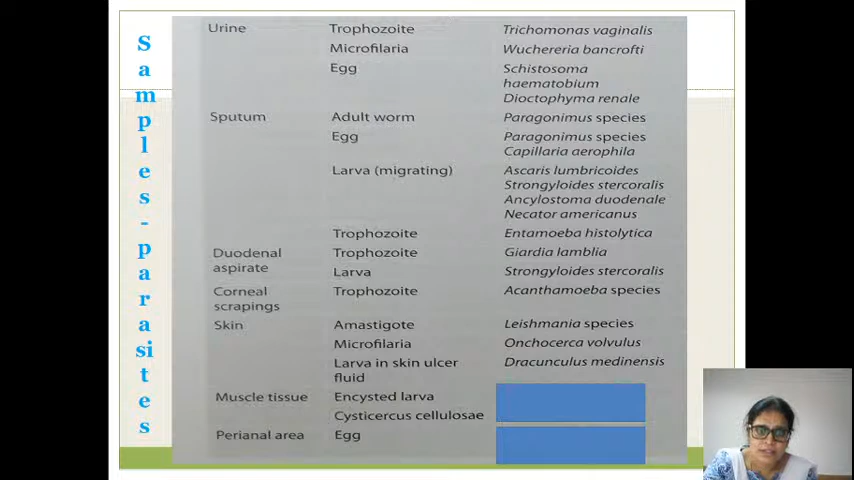 Samples-parasites
Urine Trophozoite Trichomonas vaginalis
Microfilaria Wuchereria bancrofti
Egg Schistosoma
haematobium
Dioctophyma renale
Sputum Adult worm Paragonimus species
Egg Paragonimus species
Capillaria aerophila
Larva (migrating) Ascaris lumbricoides
Strongyloides stercoralis
Ancylostoma duodenale
Necator americanus
Trophozoite Entamoeba histolytica
Duodenal Trophozoite Giardia lamblia
aspirate
Larva Strongyloides stercoralis
Corneal Trophozoite Acanthamoeba species
scrapings
Skin Amastigote Leishmania species
Microfilaria Onchocerca volvulus
Larva in skin ulcer Dracunculus medinensis
fluid
Muscle tissue Encysted larva
Cysticercus cellulosae
Perianal area Egg